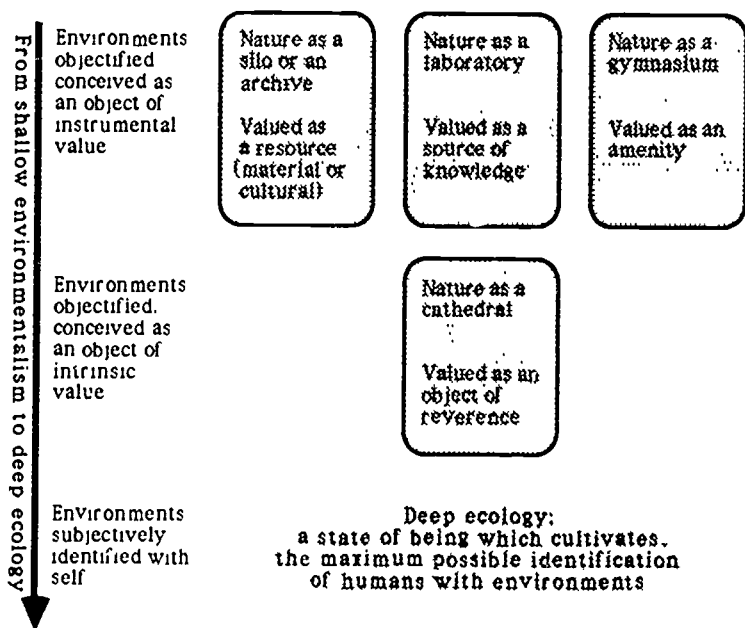 From shallow environmentalism to deep ecology
Environments
objectified
conceived as
an object of
instrumental
value
Nature as a
silo or an
archive
Valued as
a resource
(material or
cultural)
Nature as a
laboratory
Valued as a
source of
knowledge
Nature as a
gymnasium
Valued as an
amenity
Environments
objectified.
conceived as
an object of
intrinsic
value
Nature as a
cathedral
Valued as an
object of
reverence
Environments
subjectively
identified with
self
Deep ecology:
a state of being which cultivates.
the maximum possible identification
of humans with environments